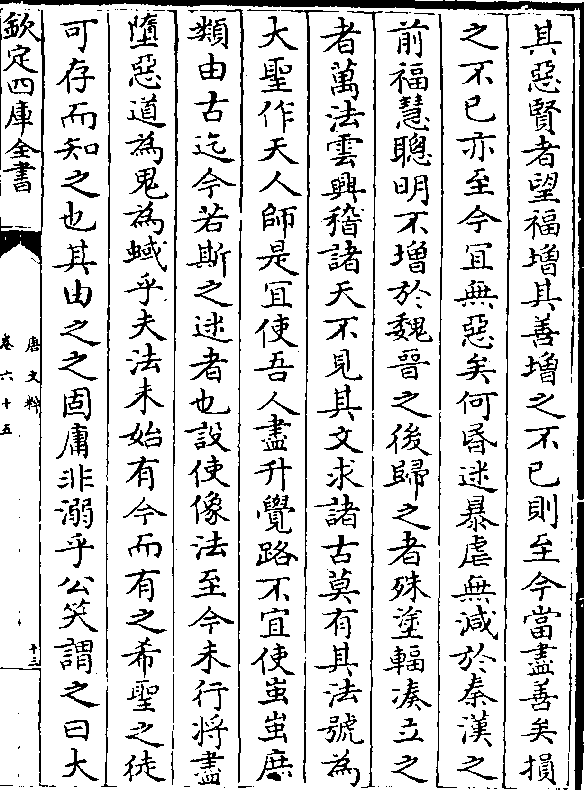 其惡賢者望福增其善增之不已則至今當盡善矣損
之不已亦至今宜無惡矣何昬迷暴虐無減於秦漢之
前福慧聰明不增於魏晉之後歸之者殊塗輻湊立之
者萬法雲興稽諸天不見其文求諸古莫有其法號為
大聖作天人師是宜使吾人盡升覺路不宜使蚩蚩庶
類由古迄今若斯之迷者也設使像法至今未行將盡
墮惡道為鬼為蜮乎夫法未始有今而有之希聖之徒
可存而知之也其由之之固庸非溺乎公笑謂之曰大
欽定四庫全書
唐文粹
卷六十五
十三